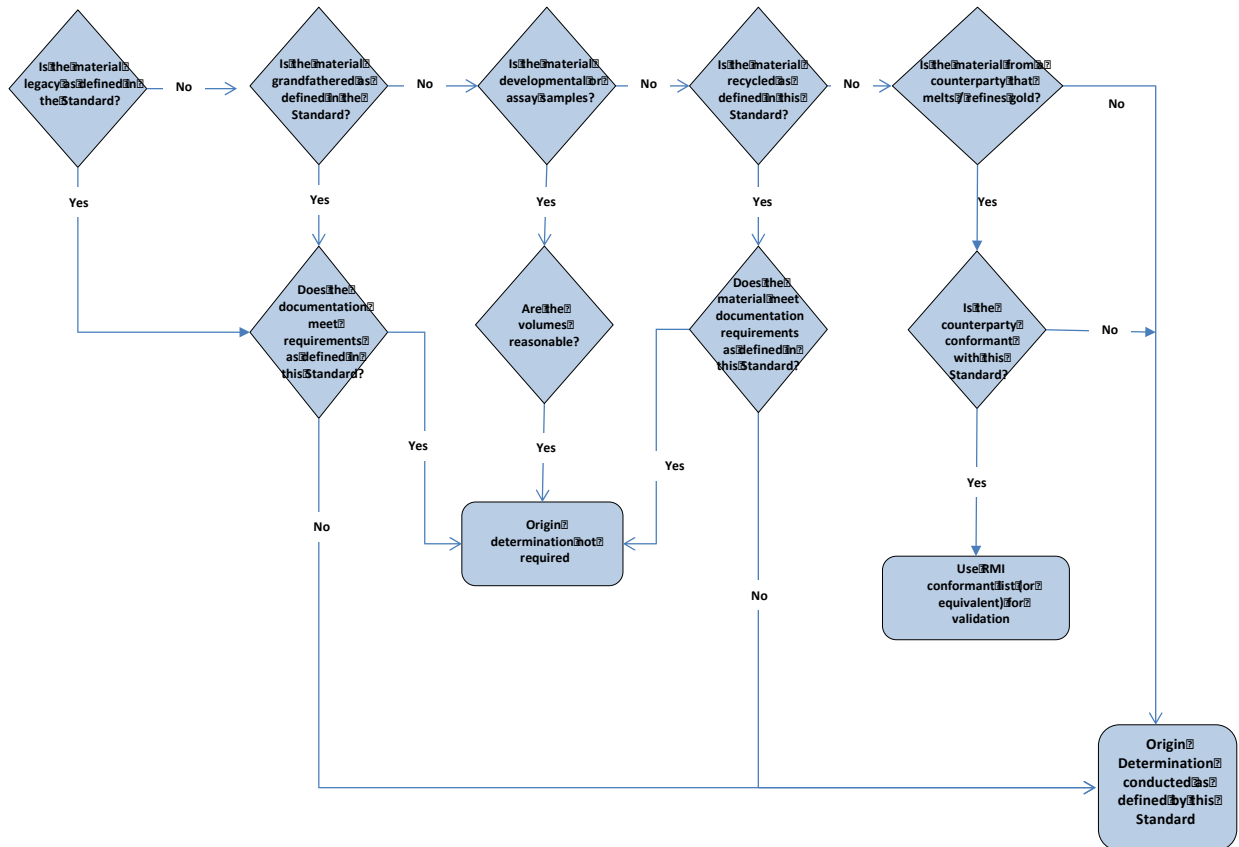 Is the material
legacy as defined in
the Standard?
No
Is the material
grandfathered as
defined in the
Standard?
No
Is the material
developmental or
assay samples?
No
Is the material
recycled as
defined in this
Standard?
No
Is the material from a
counterparty that
melts / refines gold?
No
Yes
Yes
Yes
Yes
Yes
Does the
documentation
meet
requirements
as defined in
this Standard?
Are the
volumes
reasonable?
Does the
material meet
documentation
requirements
as defined in
this Standard?
Is the
counterparty
conformant
with this
Standard?
No
Yes
Yes
Yes
Yes
No
Origin
determination not
required
No
Use RMI
conformant list (or
equivalent) for
validation
Origin
Determination
conducted as
defined by this
Standard